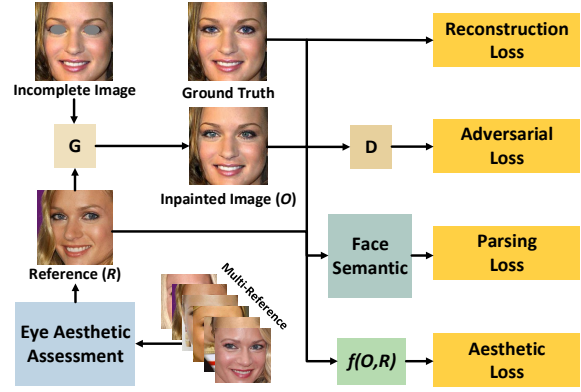 Incomplete Image
Ground Truth
Reconstruction
Loss
G
D
Adversarial
Loss
Inpainted Image (O)
Reference (R)
Face
Semantic
Parsing
Loss
Multi-Reference
Eye Aesthetic
Assessment
f(O,R)
Aesthetic
Loss